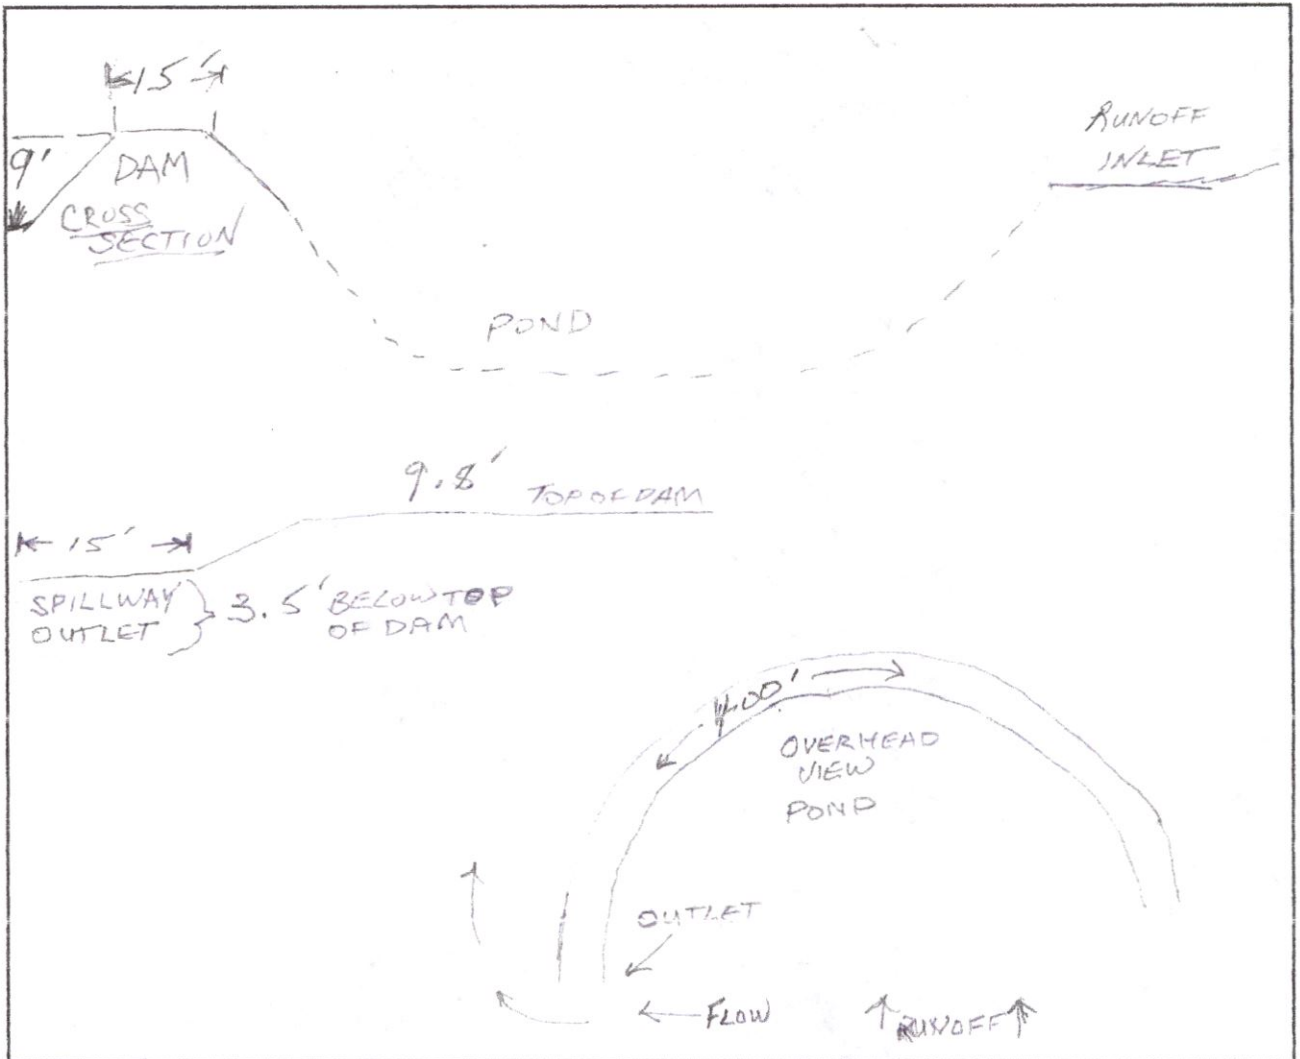 15'
RUNOFF
INLET
9'
DAM
CROSS
SECTION
POND
9.8' TOP OF DAM
15'
SPILLWAY
OUTLET
3.5' BELOW TOP
OF DAM
400'
OVERHEAD
VIEW
POND
OUTLET
FLOW
RUNOFF